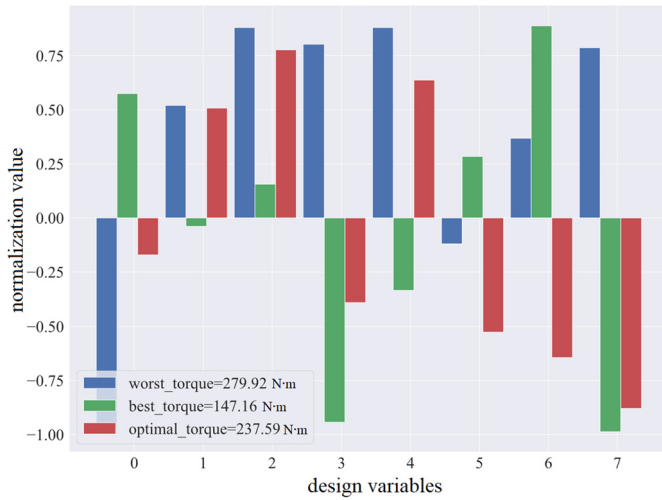 normalization value
0.75
0.50
0.25
0.00
−0.25
−0.50
−0.75
−1.00
worst_torque=279.92 N·m
best_torque=147.16 N·m
optimal_torque=237.59 N·m
0 1 2 3 4 5 6 7
design variables